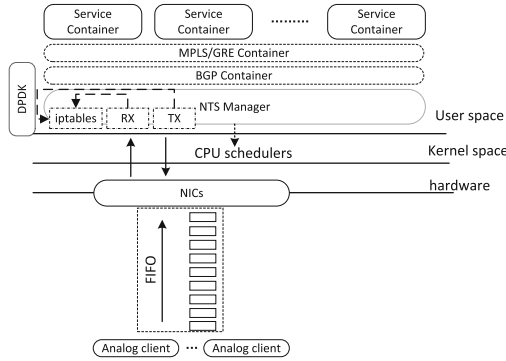 Service Container
Service Container
.........
Service Container
MPLS/GRE Container
BGP Container
DPDK
NTS Manager
iptables
RX
TX
User space
CPU schedulers
Kernel space
hardware
NICs
FIFO
Analog client
...
Analog client